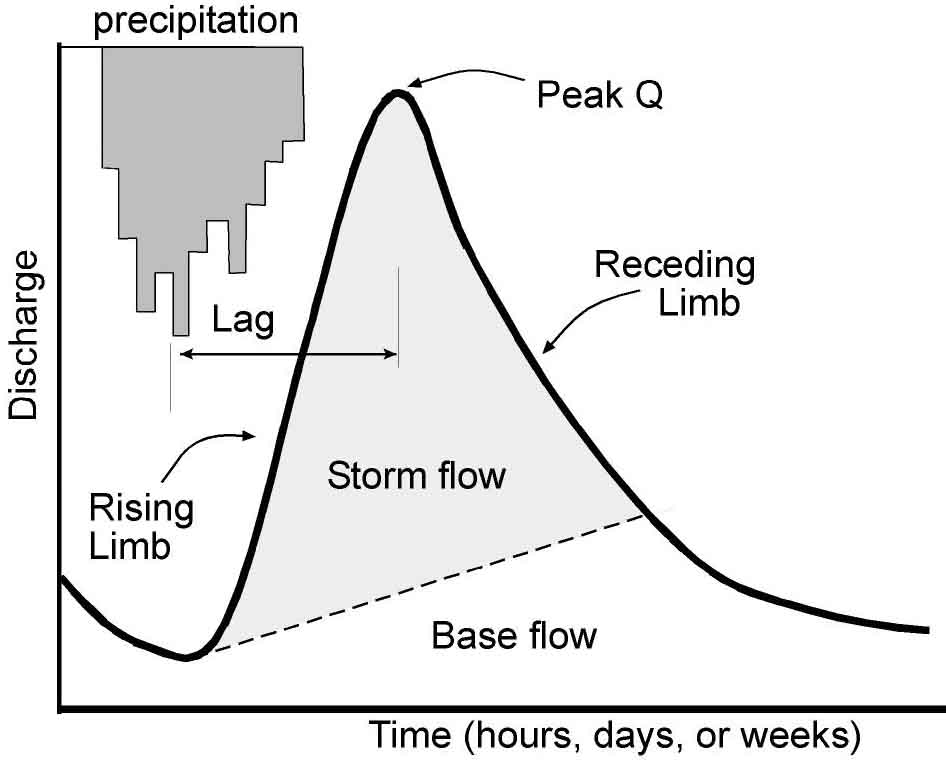 precipitation
Peak Q
Receding
Limb
Lag
Discharge
Storm flow
Rising
Limb
Base flow
Time (hours, days, or weeks)